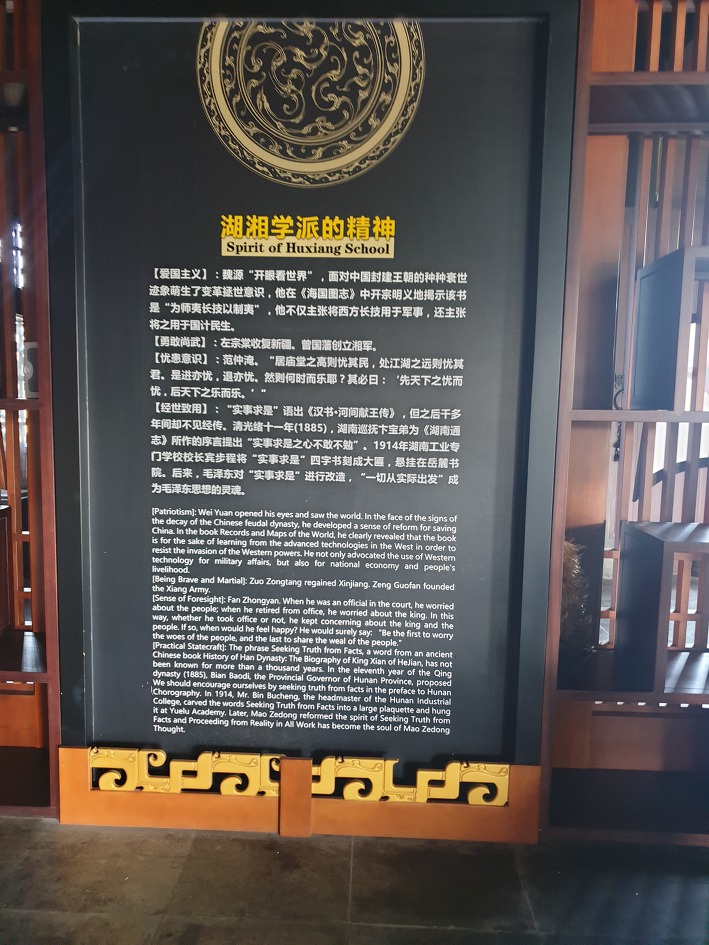 湖湘学派的精神
Spirit of Huxiang School
【爱国主义】：魏源“开眼看世界”，面对中国封建王朝的种种衰世
迹象萌生了变革拯世意识，他在《海国图志》中开宗明义地揭示该书
是“为师夷长技以制夷”，他不仅主张将西方长技用于军事，还主张
将之用于国计民生。
【勇敢尚武】：左宗棠收复新疆。曾国藩创立湘军。
【忧患意识】：范仲淹。“居庙堂之高则忧其民，处江湖之远则忧其
君。是进亦忧，退亦忧。然则何时而乐耶？其必曰：‘先天下之忧而
忧，后天下之乐而乐。’”
【经世致用】：“实事求是”语出《汉书·河间献王传》，但之后千多
年间却不见经传。清光绪十一年(1885)，湖南巡抚卞宝弟为《湖南通
志》所作的序言提出“实事求是之心不敢不勉”。1914年湖南工业专
门学校校长宾步程将“实事求是”四字书刻成大匾，悬挂在岳麓书
院。后来，毛泽东对“实事求是”进行改造，“一切从实际出发”成
为毛泽东思想的灵魂。
[Patriotism]: Wei Yuan opened his eyes and saw the world. In the face of the signs of
the decay of the Chinese feudal dynasty, he developed a sense of reform for saving
China. In the book Records and Maps of the World, he clearly revealed that the book
is for the sake of learning from the advanced technologies in the West in order to
resist the invasion of the Western powers. He not only advocated the use of Western
technology for military affairs, but also for national economy and people's
livelihood.
[Being Brave and Martial]: Zuo Zongtang regained Xinjiang. Zeng Guofan founded
the Xiang Army.
[Sense of Foresight]: Fan Zhongyan. When he was an official in the court, he worried
about the people; when he retired from office, he worried about the king. In this
way, whether he took office or not, he kept concerning about the king and the
people. If so, when would he feel happy? He would surely say: "Be the first to worry
the woes of the people, and the last to share the weal of the people."
[Practical Statecraft]: The phrase Seeking Truth from Facts, a word from an ancient
Chinese book History of Han Dynasty: The Biography of King Xian of HeJian, has not
been known for more than a thousand years. In the eleventh year of the Qing
dynasty (1885), Bian Baodi, the Provincial Governor of Hunan Province, proposed
We should encourage ourselves by seeking truth from facts in the preface to Hunan
Chorography. In 1914, Mr. Bin Bucheng, the headmaster of the Hunan Industrial
College, carved the words Seeking Truth from Facts into a large plaquette and hung
it at Yuelu Academy. Later, Mao Zedong reformed the spirit of Seeking Truth from
Facts and Proceeding from Reality in All Work has become the soul of Mao Zedong
Thought.